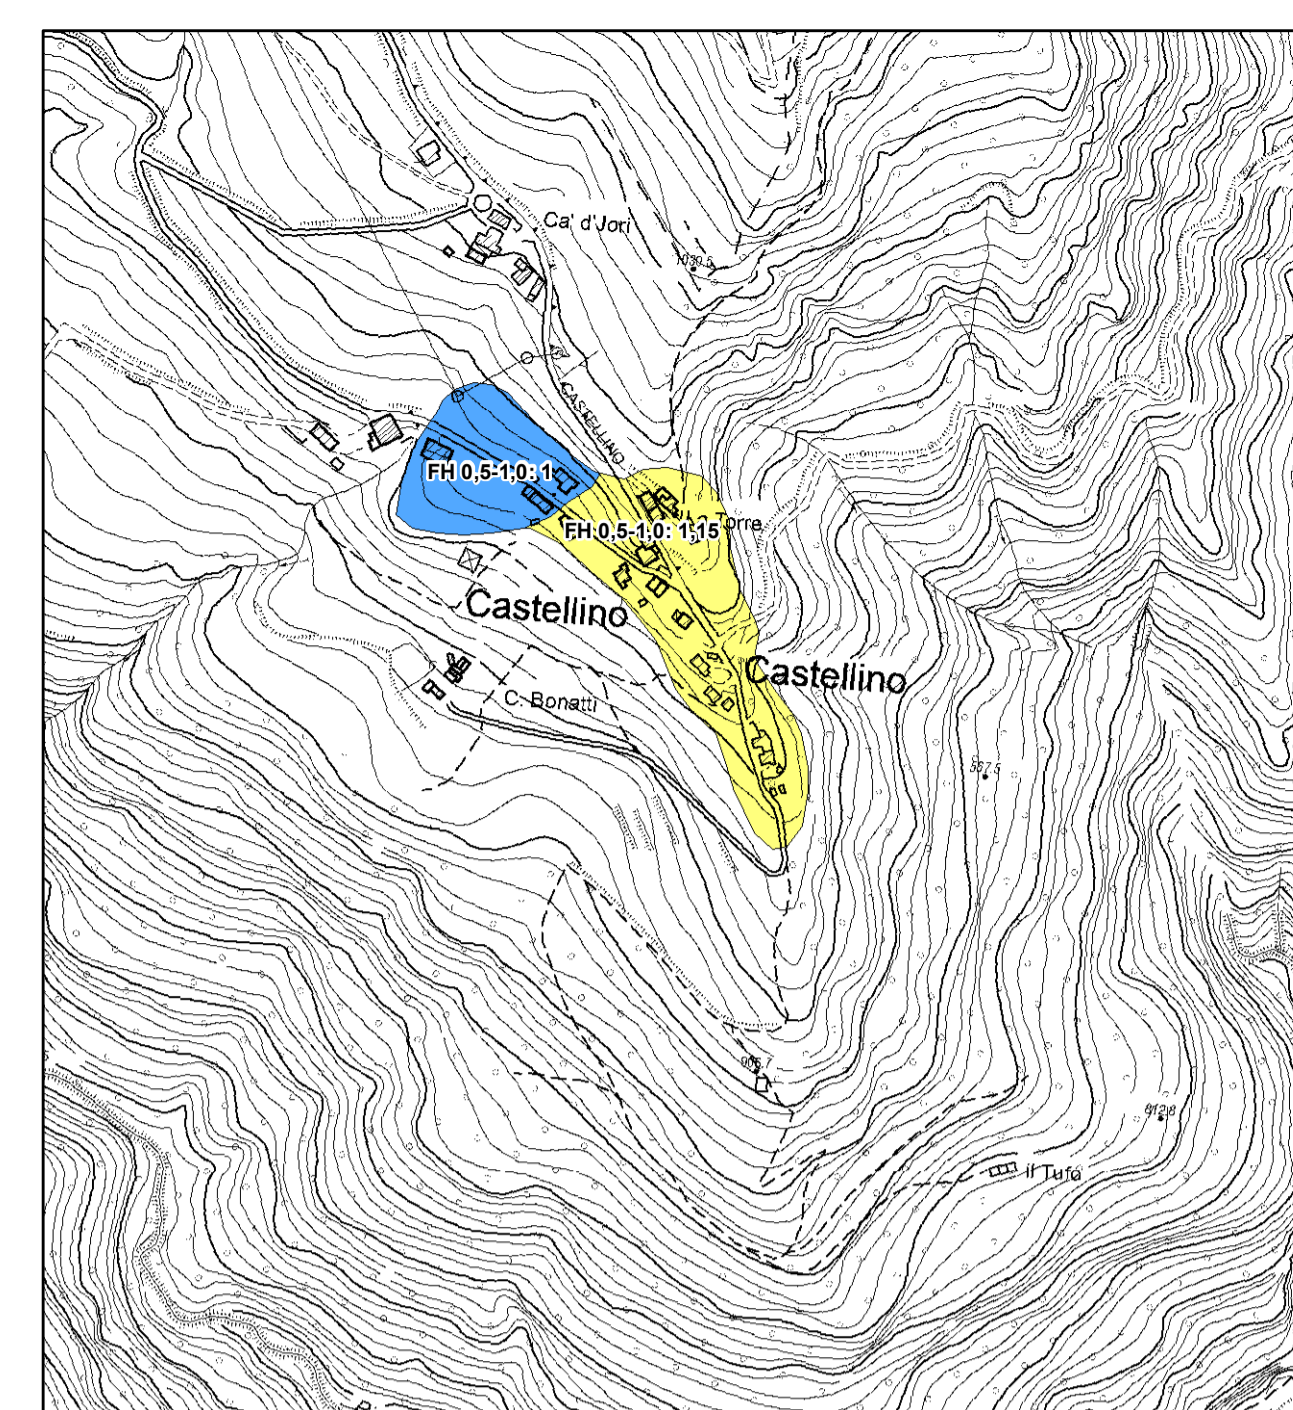 Ca' d'Jori
CASTELLINO
FH 0,5-1,0: 1
Torre
FH 0,5-1,0: 1,15
Castellino
Castellino
C. Bonatti
il Tufo